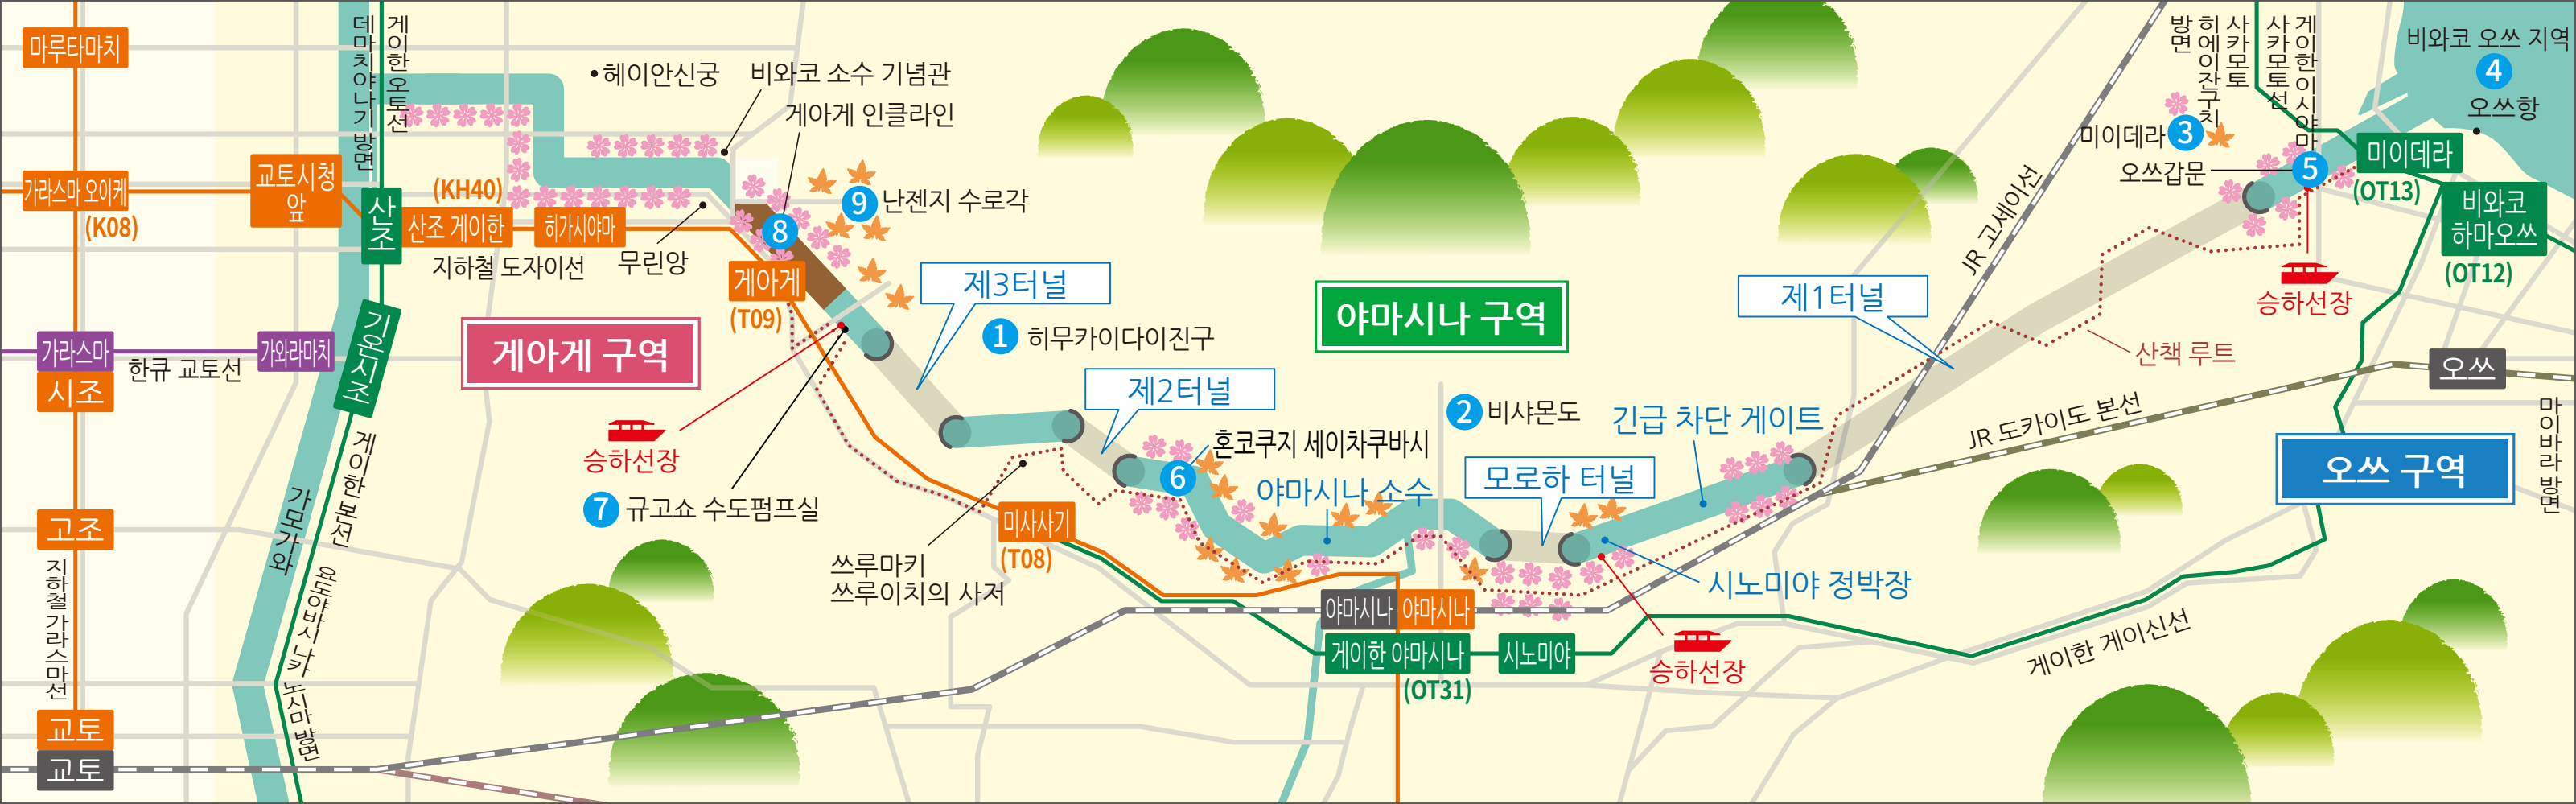 마루타마치
가라스마 오이케
(K08)
교토시청
앞
데마치야나기 방면
게이한 오토선
산조
(KH40)
산조 게이한
히가시야마
지하철 도자이선
•헤이안신궁
비와코 소수 기념관
게아게 인클라인
무린앙
8
9 난젠지 수로각
게아게
(T09)
게아게 구역
가라스마
시조
한큐 교토선
가와라마치
기온시조
게이한 본선
가모가와
요도야바시 나카노시마 방면
고조
지하철 가라스마선
교토
교토
승하선장
7 규고쇼 수도펌프실
제3터널
1 히무카이다이진구
제2터널
쓰루마키
쓰루이치의 사저
미사사기
(T08)
혼코쿠지 세이차쿠바시
6
야마시나 소수
야마시나 구역
2 비샤몬도
모로하 터널
긴급 차단 게이트
시노미야 정박장
승하선장
야마시나
야마시나
게이한 야마시나
(OT31)
시노미야
제1터널
JR 고세이선
산책 루트
JR 도카이도 본선
게이한 게이신선
히에이잔구치
방면
사카모토
게이한 이시야마
사카모토선
미이데라 3
오쓰갑문
5
비와코 오쓰 지역
4
오쓰항
미이데라
(OT13)
비와코
하마오쓰
(OT12)
승하선장
오쓰
마이바라 방면
오쓰 구역